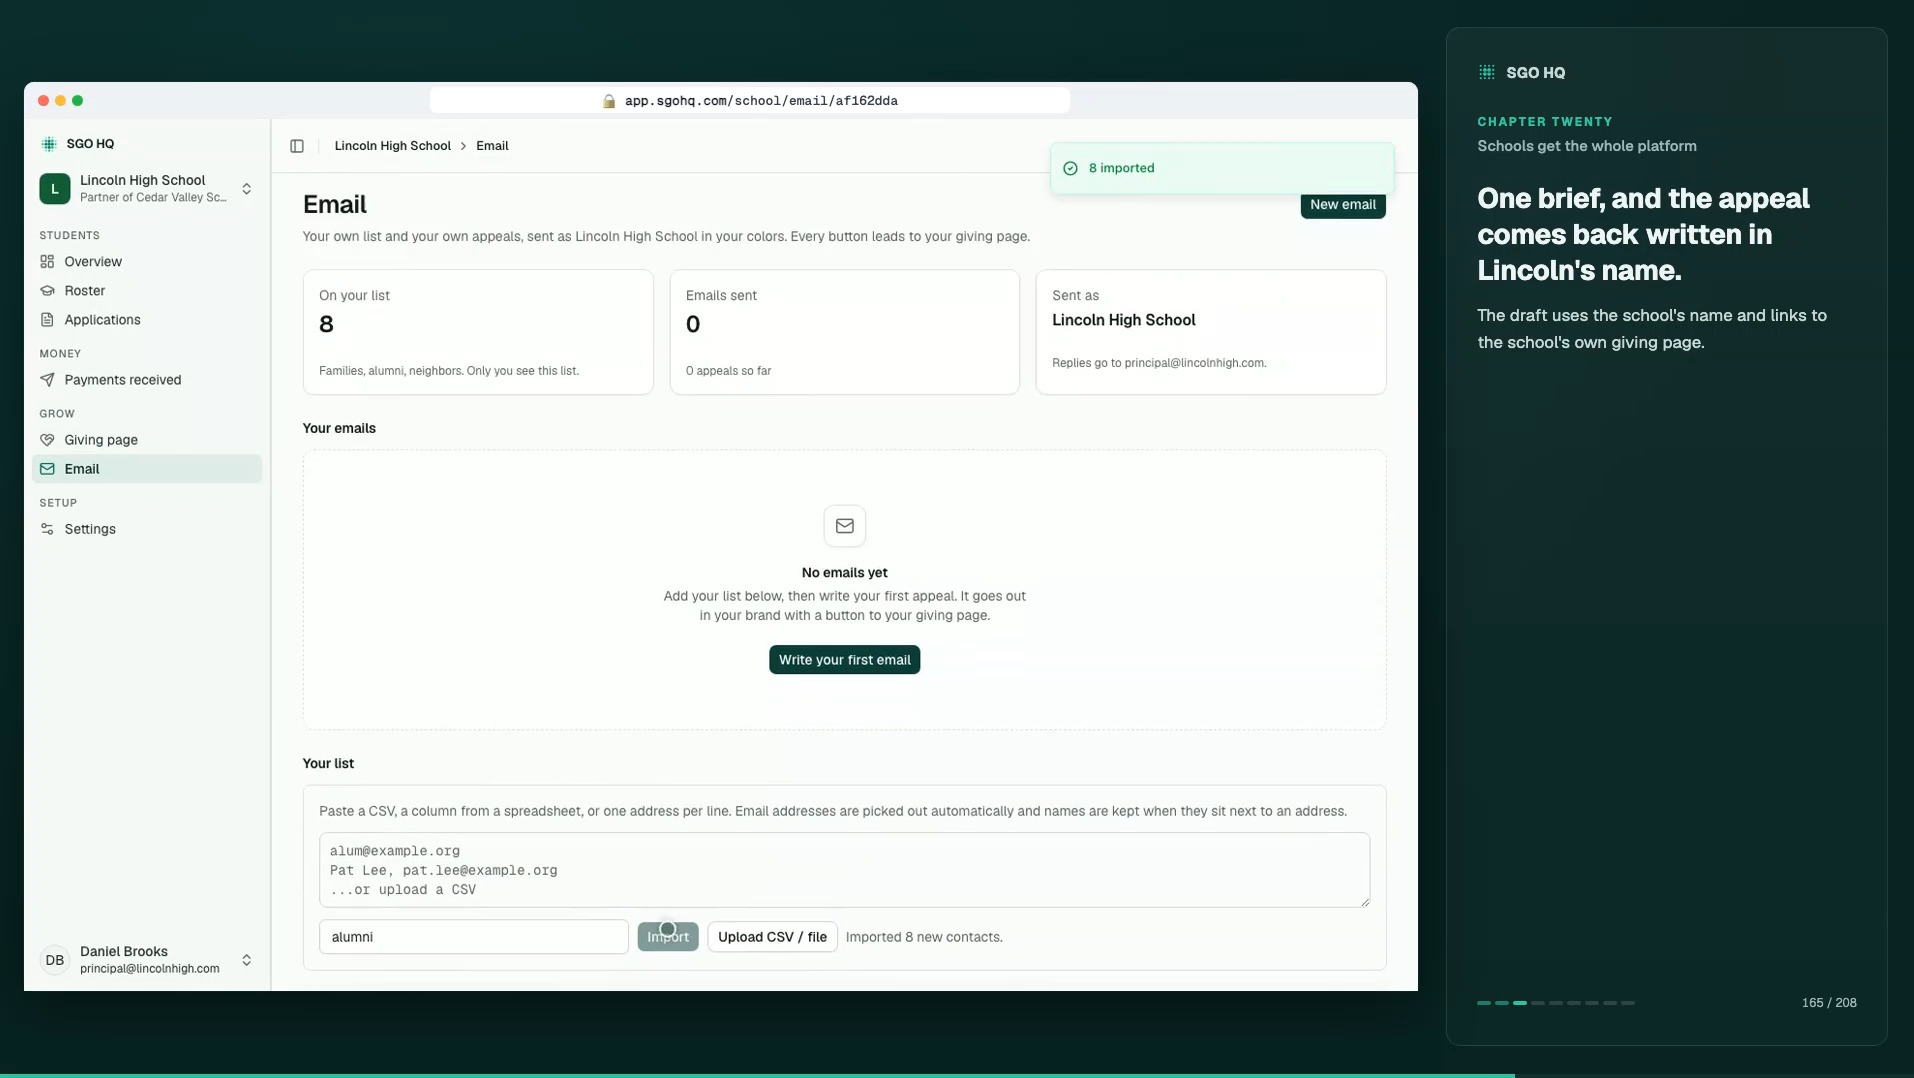 app.sgohq.com/school/email/af162dda
SGO HQ
L
Lincoln High School
Partner of Cedar Valley Sc...
STUDENTS
Overview
Roster
Applications
MONEY
Payments received
GROW
Giving page
Email
SETUP
Settings
DB
Daniel Brooks
principal@lincolnhigh.com
Lincoln High School > Email
8 imported
Email
New email
Your own list and your own appeals, sent as Lincoln High School in your colors. Every button leads to your giving page.
On your list
8
Families, alumni, neighbors. Only you see this list.
Emails sent
0
0 appeals so far
Sent as
Lincoln High School
Replies go to principal@lincolnhigh.com.
Your emails
No emails yet
Add your list below, then write your first appeal. It goes out
in your brand with a button to your giving page.
Write your first email
Your list
Paste a CSV, a column from a spreadsheet, or one address per line. Email addresses are picked out automatically and names are kept when they sit next to an address.
alum@example.org
Pat Lee, pat.lee@example.org
...or upload a CSV
alumni
Import
Upload CSV / file
Imported 8 new contacts.
SGO HQ
CHAPTER TWENTY
Schools get the whole platform
One brief, and the appeal
comes back written in
Lincoln's name.
The draft uses the school's name and links to
the school's own giving page.
165 / 208